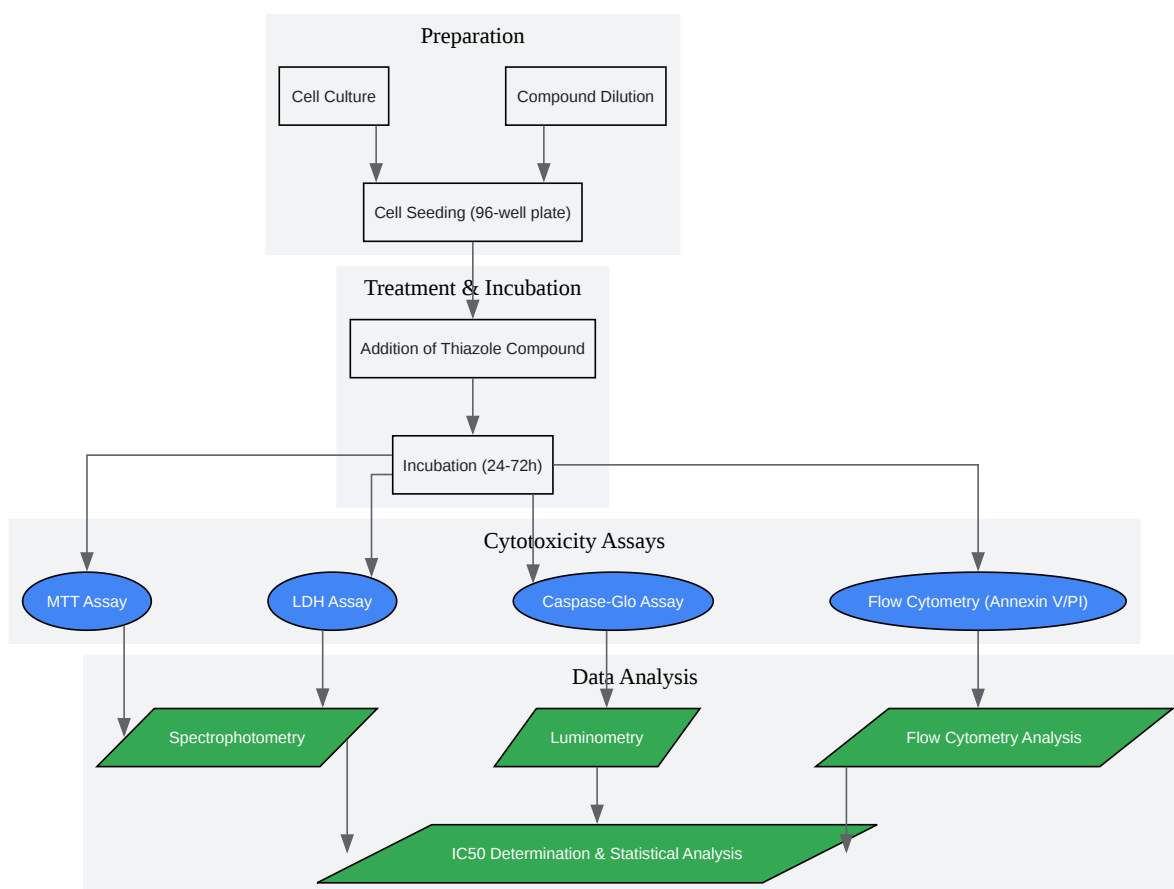 Preparation
Cell Culture
Compound Dilution
Cell Seeding (96-well plate)
Treatment & Incubation
Addition of Thiazole Compound
Incubation (24-72h)
Cytotoxicity Assays
MTT Assay
LDH Assay
Caspase-Glo Assay
Flow Cytometry (Annexin V/PI)
Data Analysis
Spectrophotometry
Luminometry
Flow Cytometry Analysis
IC50 Determination & Statistical Analysis